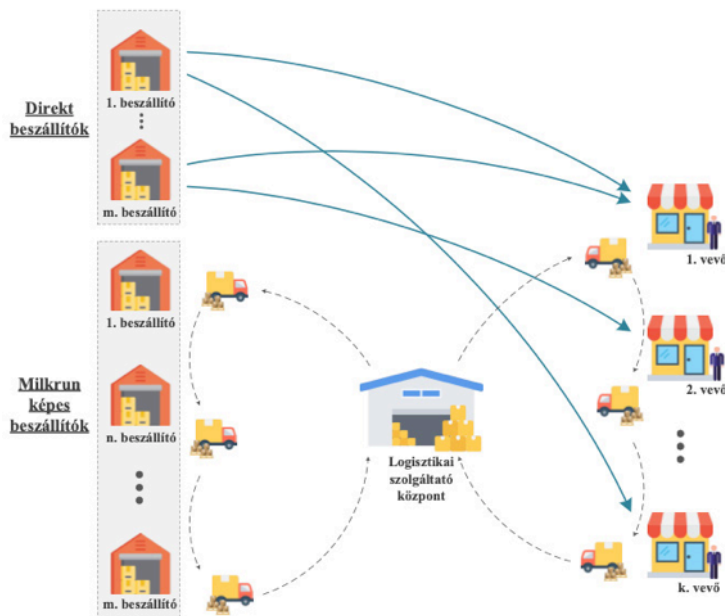 Direkt
beszállítók
1. beszállító
m. beszállító
Milkrun
képes
beszállítók
1. beszállító
n. beszállító
m. beszállító
Logisztikai
szolgáltató
központ
1. vevő
2. vevő
k. vevő